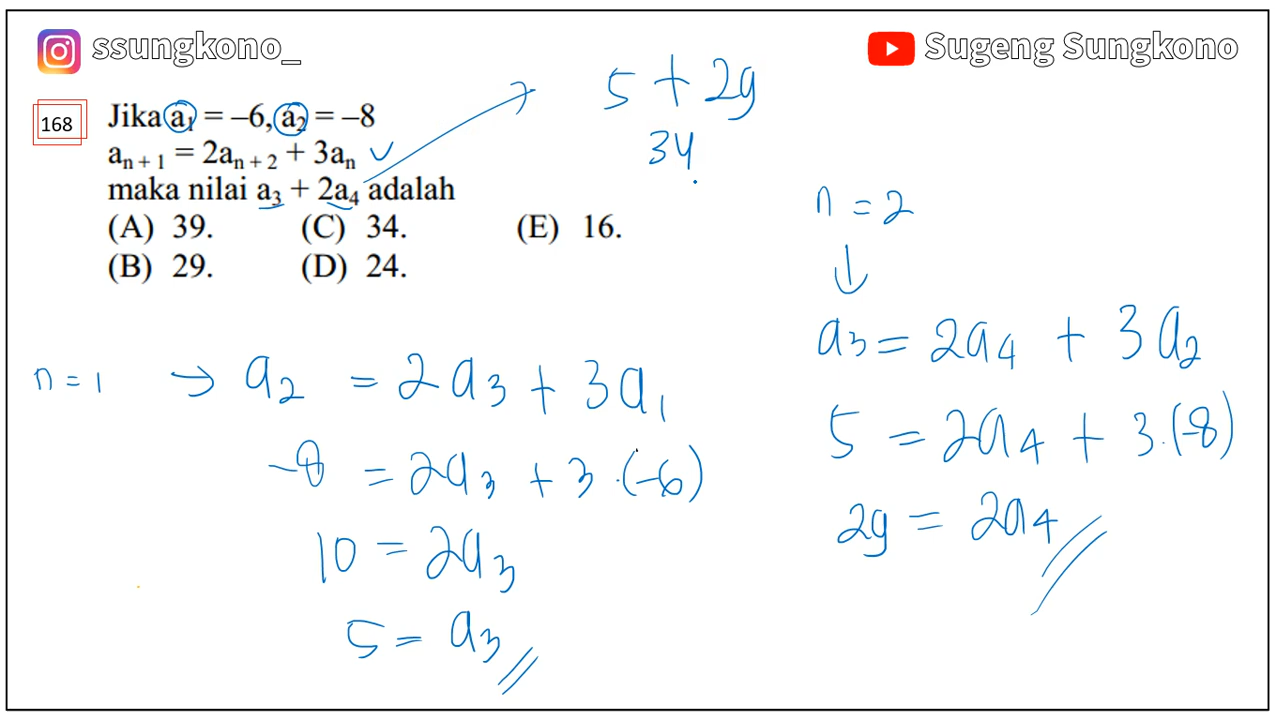 ssungkono_
Sugeng Sungkono
168
Jika a₁ = –6, a₂ = –8
aₙ ₊ ₁ = 2aₙ ₊ ₂ + 3aₙ
maka nilai a₃ + 2a₄ adalah
(A) 39. (C) 34. (E) 16.
(B) 29. (D) 24.
5 + 29
34
n = 1 → a₂ = 2a₃ + 3a₁
-8 = 2a₃ + 3.(-6)
10 = 2a₃
5 = a₃
n = 2
↓
a₃ = 2a₄ + 3a₂
5 = 2a₄ + 3.(-8)
29 = 2a₄